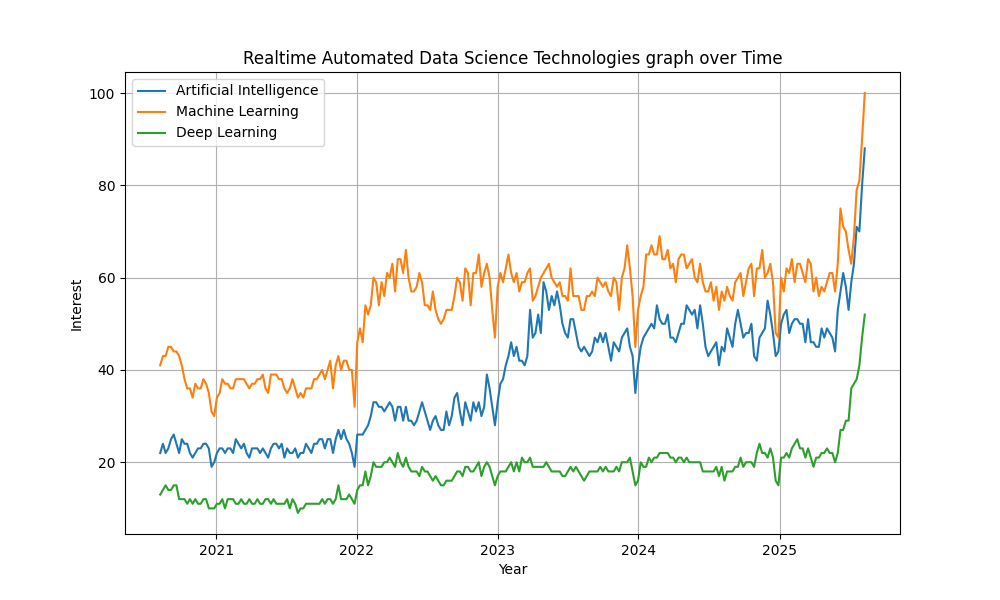 Realtime Automated Data Science Technologies graph over Time
Artificial Intelligence
Machine Learning
Deep Learning
100
80
60
40
20
Interest
2021 2022 2023 2024 2025
Year